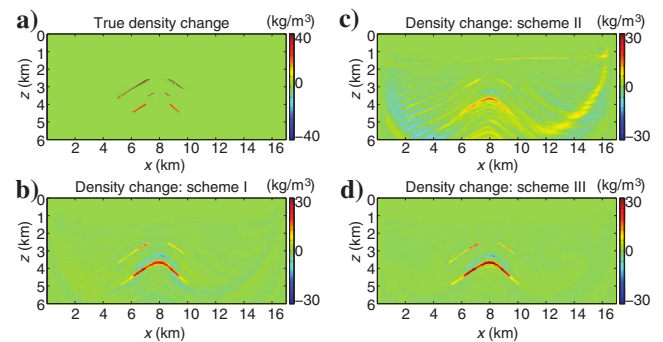 a)
True density change
(kg/m³)
0
1
2
3
4
5
6
z (km)
2 4 6 8 10 12 14 16
x (km)
40
0
−40
c)
Density change: scheme II
(kg/m³)
0
1
2
3
4
5
6
z (km)
2 4 6 8 10 12 14 16
x (km)
30
0
−30
b)
Density change: scheme I
(kg/m³)
0
1
2
3
4
5
6
z (km)
2 4 6 8 10 12 14 16
x (km)
30
0
−30
d)
Density change: scheme III
(kg/m³)
0
1
2
3
4
5
6
z (km)
2 4 6 8 10 12 14 16
x (km)
30
0
−30